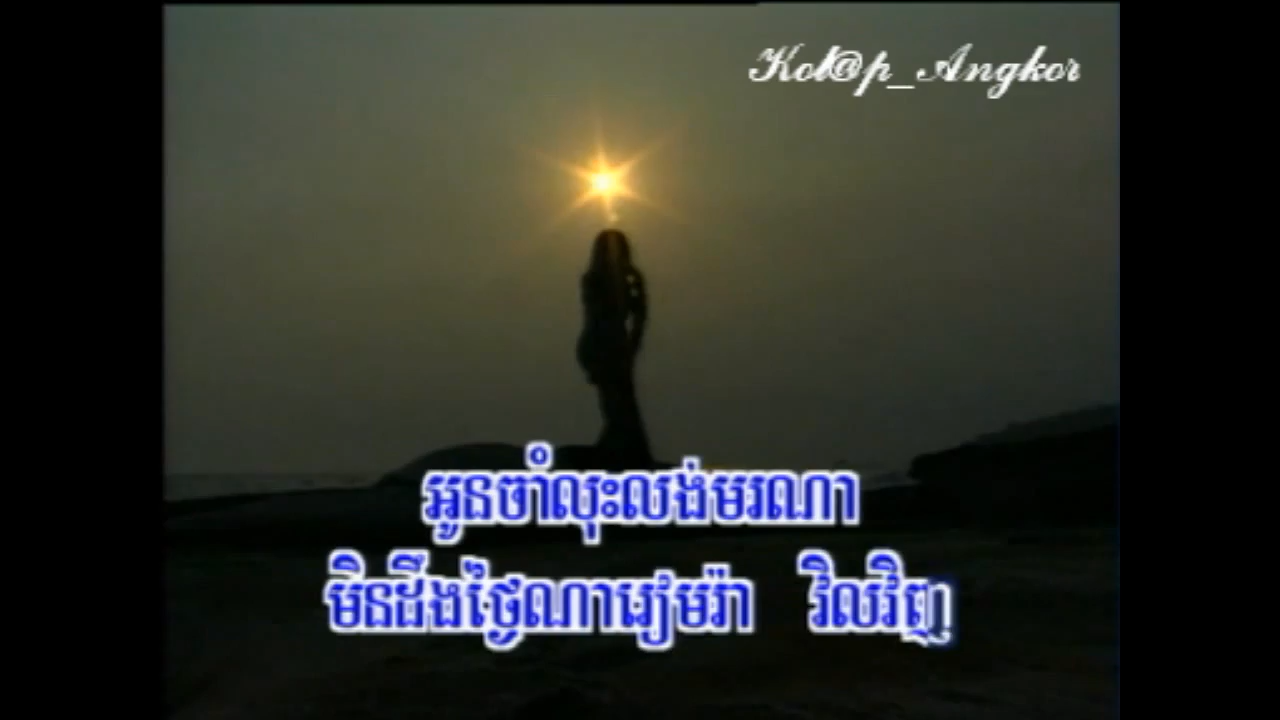 Kol@p_Angkor
អូនចាំលុះលង់មរណា
មិនដឹងថ្ងៃណារៀមរ៉ា វិលវិញ